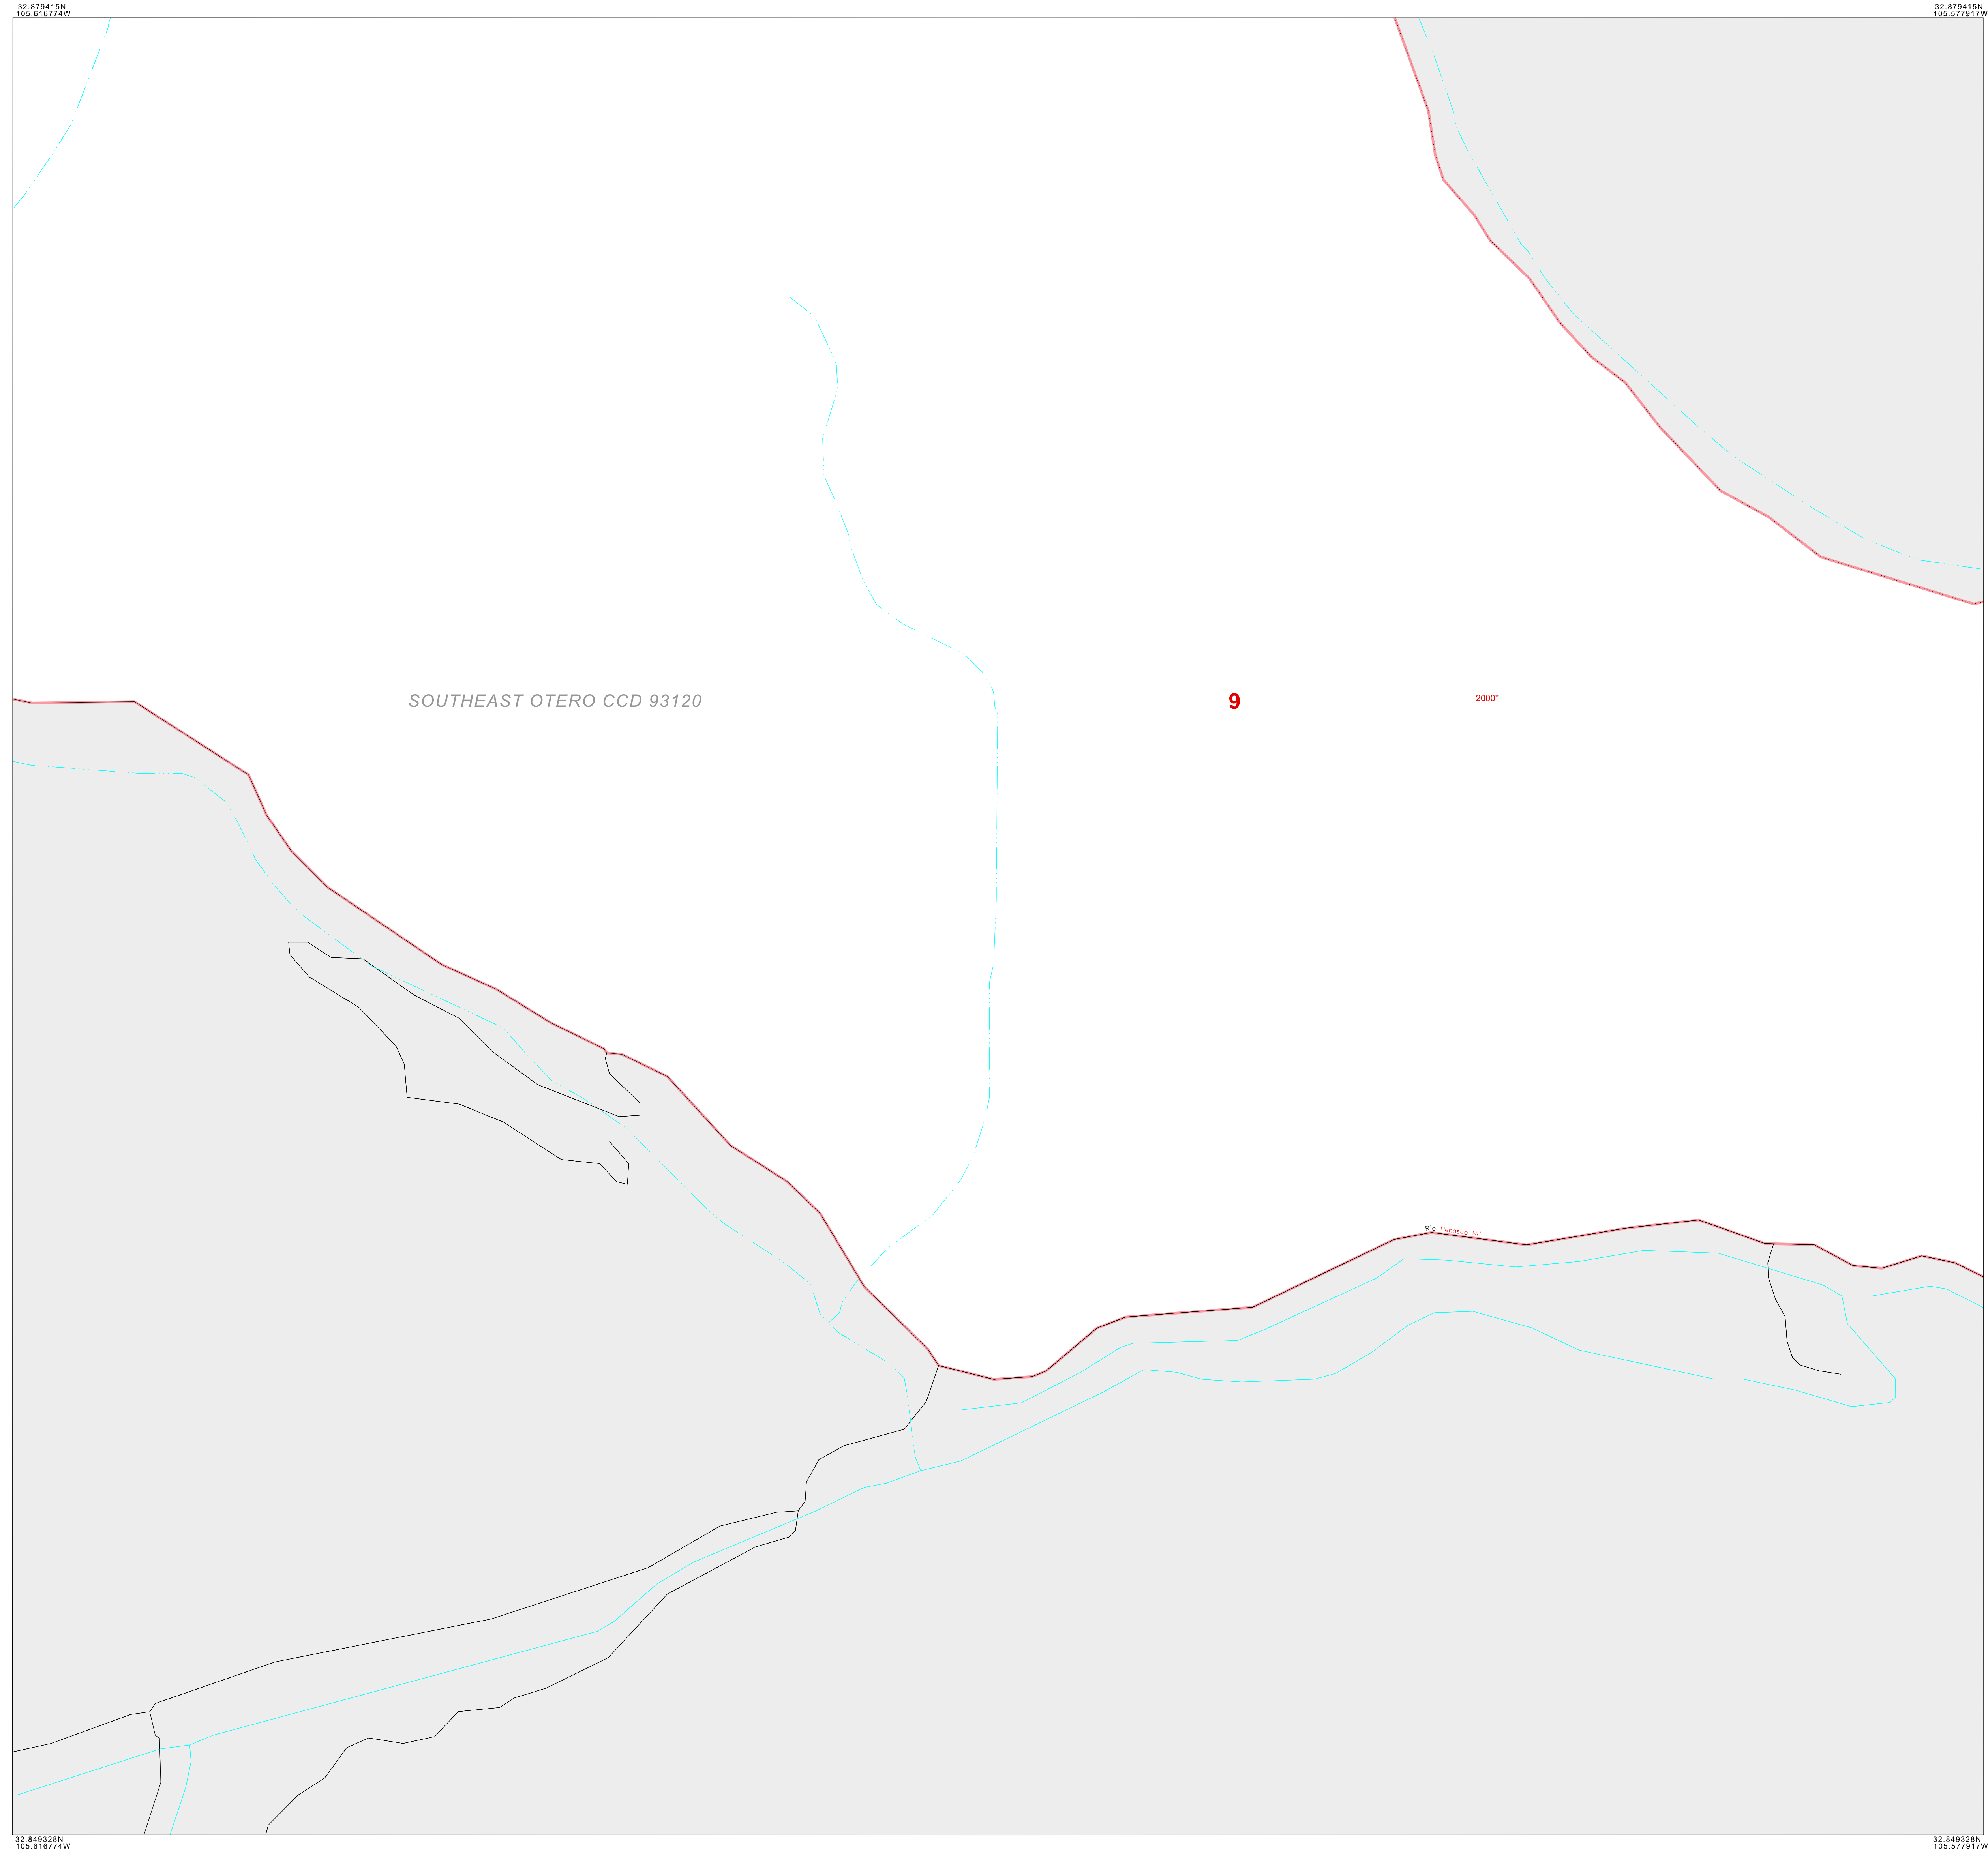 32.879415N
105.616774W
32.879415N
105.577917W
SOUTHEAST OTERO CCD 93120
9
2000*
Rio Penasco Rd
32.849328N
105.616774W
32.849328N
105.577917W